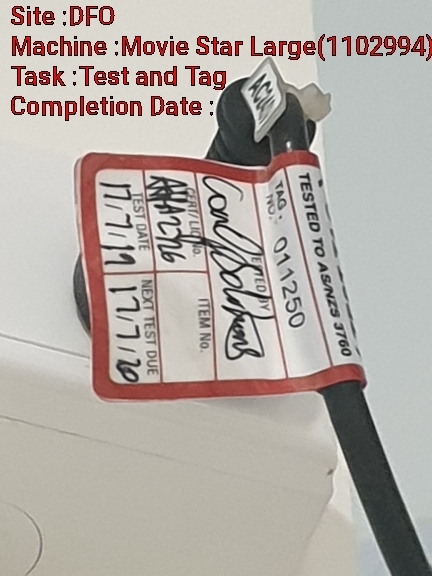 Site :DFO
Machine :Movie Star Large(1102994)
Task :Test and Tag
Completion Date :
TESTED TO AS/NZS 3760
TAG No. 011250
TESTED BY
CERT/LIC No.
ITEM No.
TEST DATE 17/7/19
NEXT TEST DUE 17/7/20